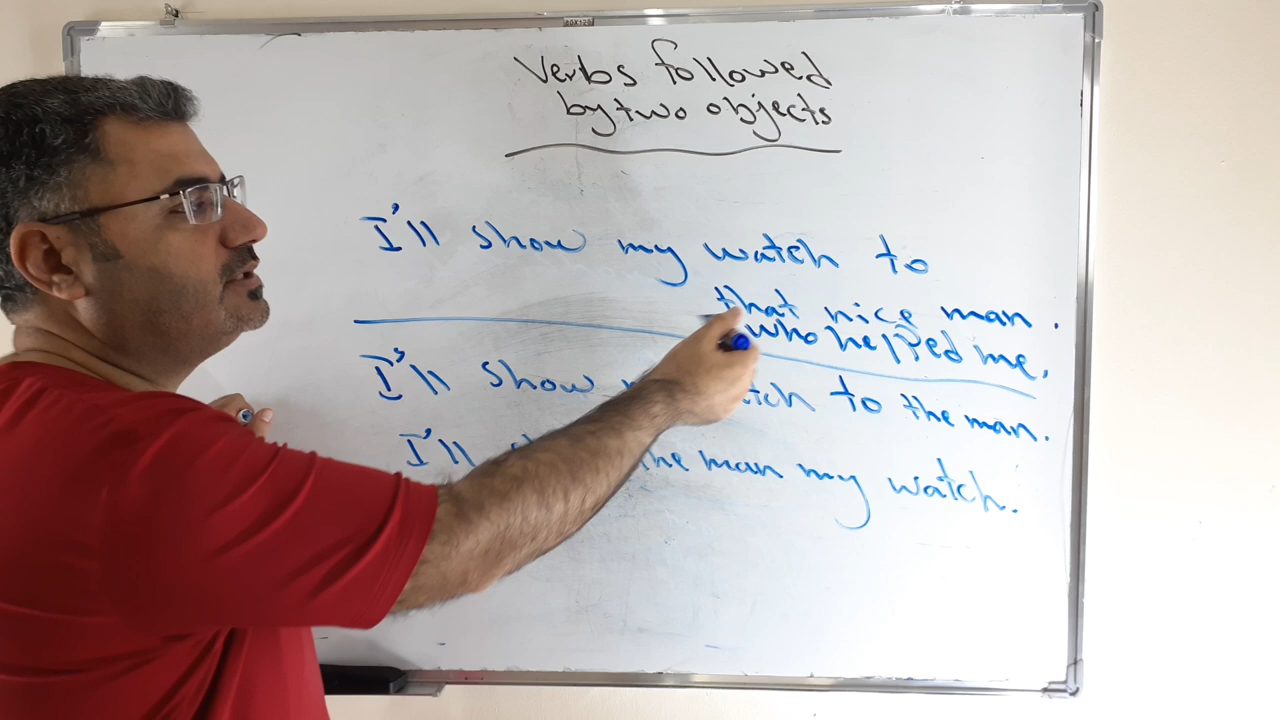 60X120
Verbs followed
by two objects
I'll show my watch to
that nice man.
who helped me.
I'll show to the man.
I'll man my watch.